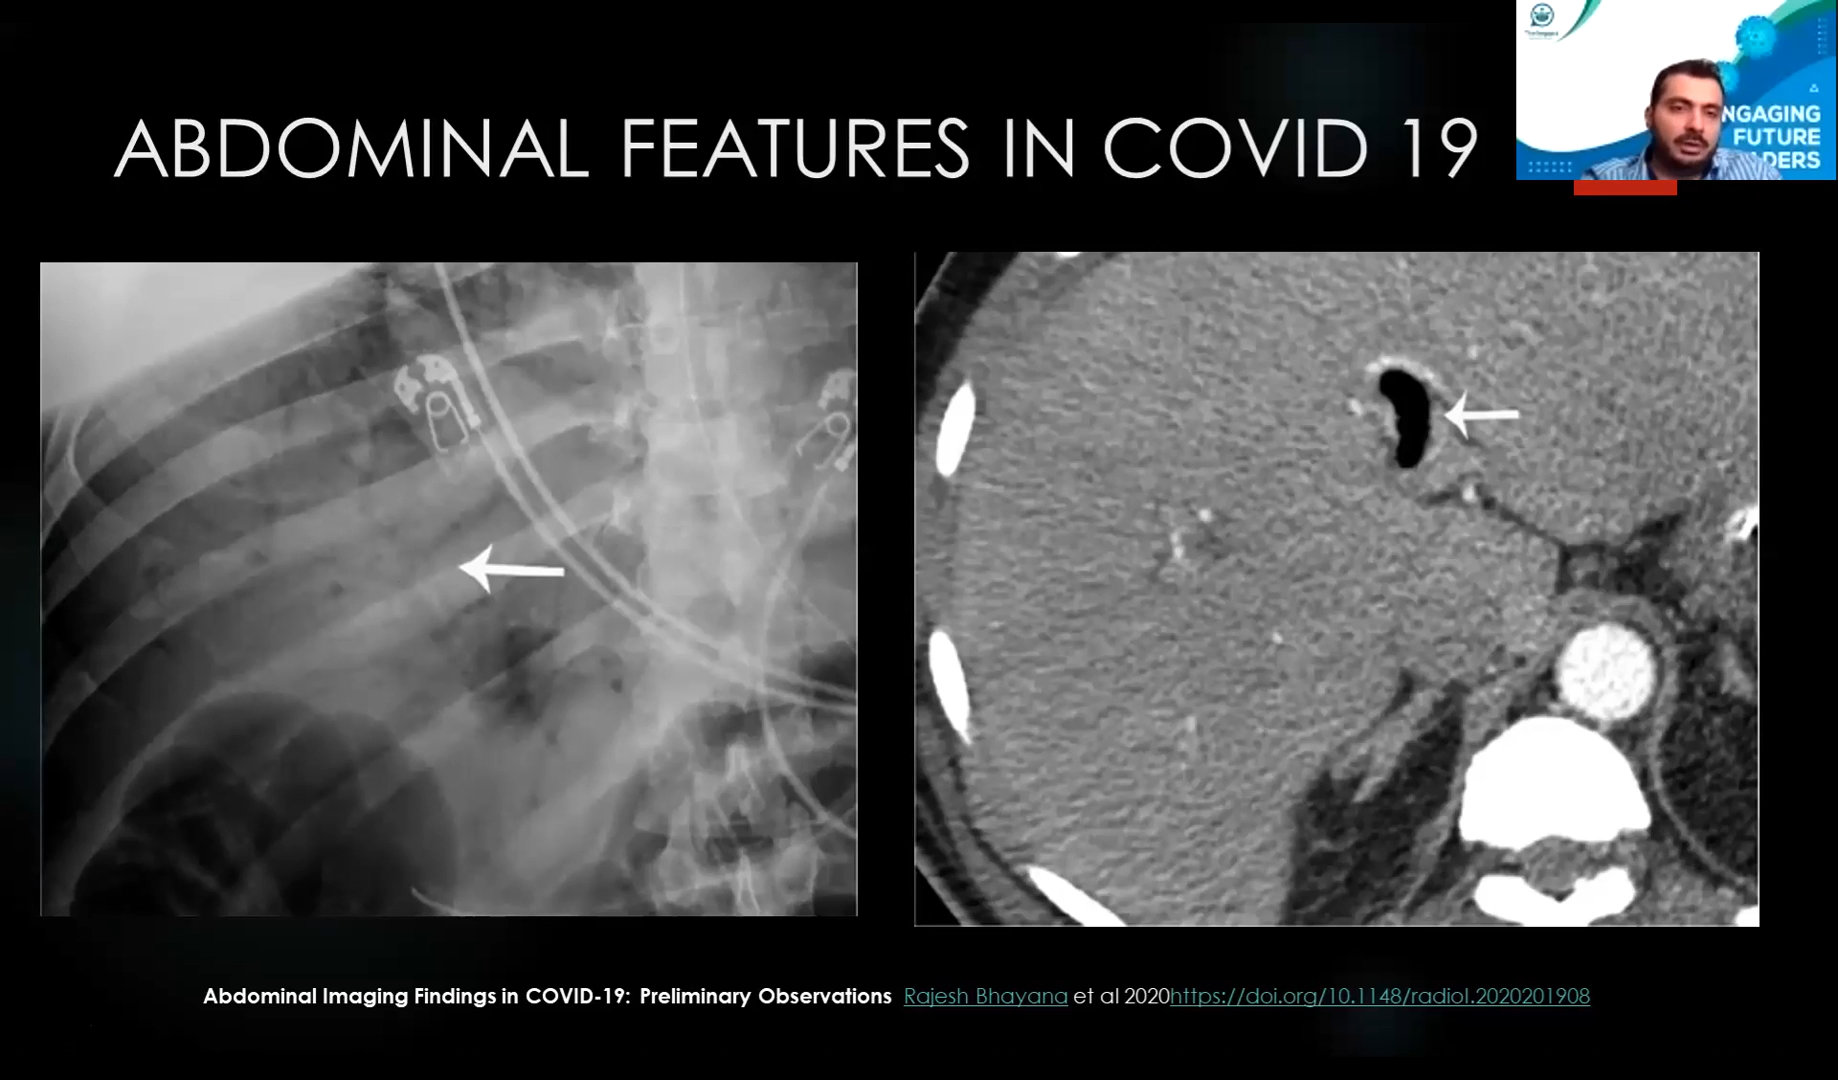 ABDOMINAL FEATURES IN COVID 19
NGAGING
FUTURE
ADERS
Abdominal Imaging Findings in COVID-19: Preliminary Observations Rajesh Bhayana et al 2020https://doi.org/10.1148/radiol.2020201908